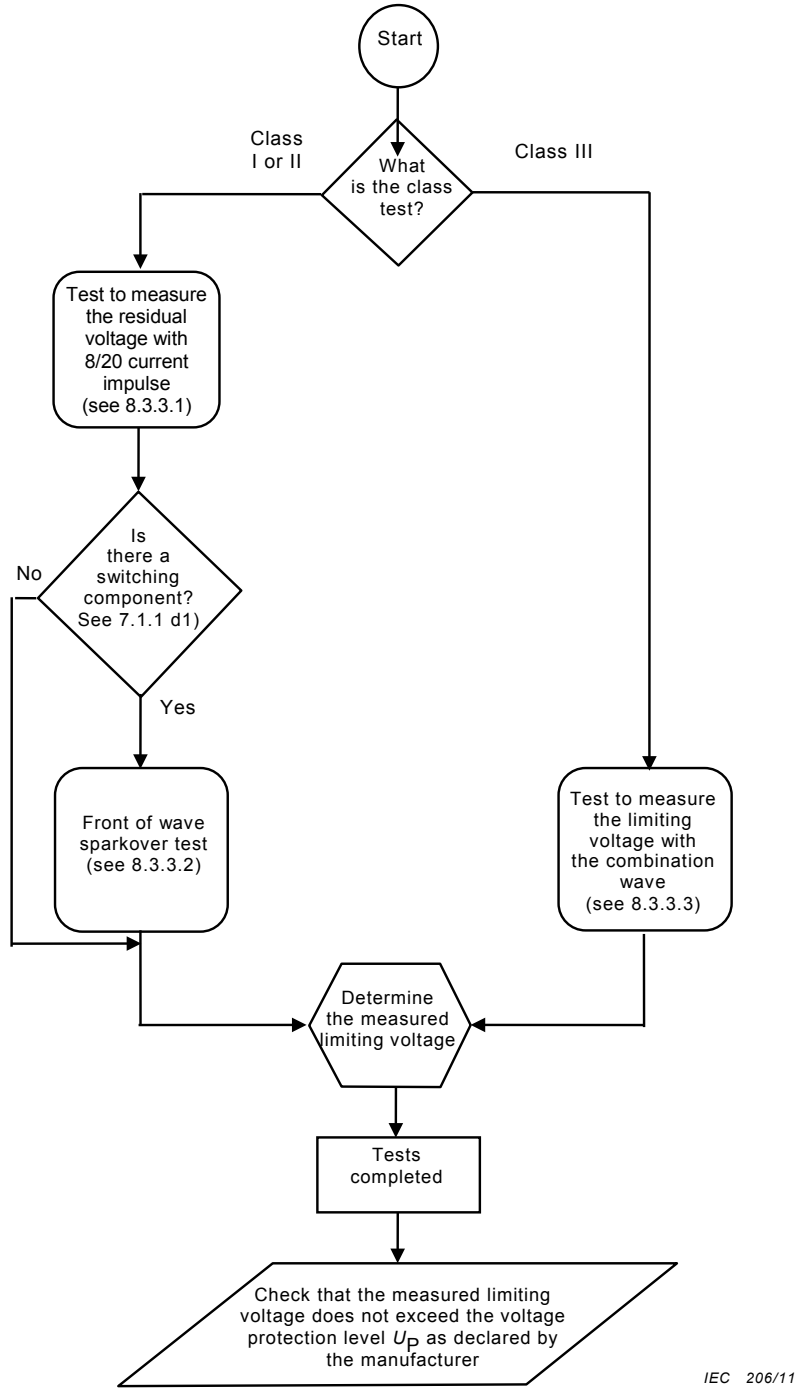 Start
Class
I or II
Class III
What
is the class
test?
Test to measure
the residual
voltage with
8/20 current
impulse
(see 8.3.3.1)
Is
there a
switching
component?
See 7.1.1 d1)
No
Yes
Front of wave
sparkover test
(see 8.3.3.2)
Test to measure
the limiting
voltage with
the combination
wave
(see 8.3.3.3)
Determine
the measured
limiting voltage
Tests
completed
Check that the measured limiting
voltage does not exceed the voltage
protection level UP as declared by
the manufacturer
IEC 206/11